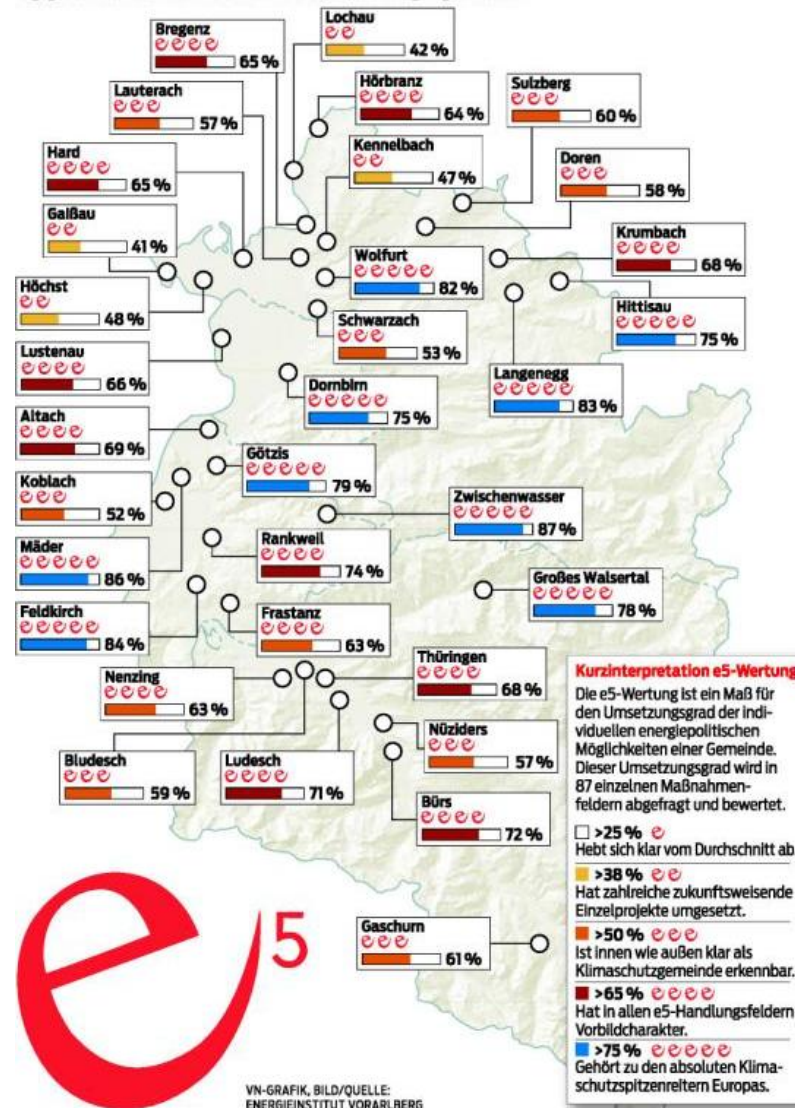 Bregenz
65 %
Lochau
42 %
Lauterach
57 %
Hörbranz
64 %
Sulzberg
60 %
Hard
65 %
Kennelbach
47 %
Doren
58 %
Gaißau
41 %
Wolfurt
82 %
Krumbach
68 %
Höchst
48 %
Schwarzach
53 %
Hittisau
75 %
Lustenau
66 %
Dornbirn
75 %
Langenegg
83 %
Altach
69 %
Götzis
79 %
Koblach
52 %
Zwischenwasser
87 %
Mäder
86 %
Rankweil
74 %
Großes Walsertal
78 %
Feldkirch
84 %
Frastanz
63 %
Nenzing
63 %
Thüringen
68 %
Bludesch
59 %
Ludesch
71 %
Nüziders
57 %
Bürs
72 %
Gaschurn
61 %
Kurzinterpretation e5-Wertung
Die e5-Wertung ist ein Maß für
den Umsetzungsgrad der indi-
viduellen energiepolitischen
Möglichkeiten einer Gemeinde.
Dieser Umsetzungsgrad wird in
87 einzelnen Maßnahmen-
feldern abgefragt und bewertet.
>25 % e
Hebt sich klar vom Durchschnitt ab.
>38 % e e
Hat zahlreiche zukunftsweisende
Einzelprojekte umgesetzt.
>50 % e e e
Ist innen wie außen klar als
Klimaschutzgemeinde erkennbar.
>65 % e e e e
Hat in allen e5-Handlungsfeldern
Vorbildcharakter.
>75 % e e e e e
Gehört zu den absoluten Klima-
schutzspitzenreitern Europas.
e5
VN-GRAFIK, BILD/QUELLE:
ENERGIEINSTITUT VORARLBERG